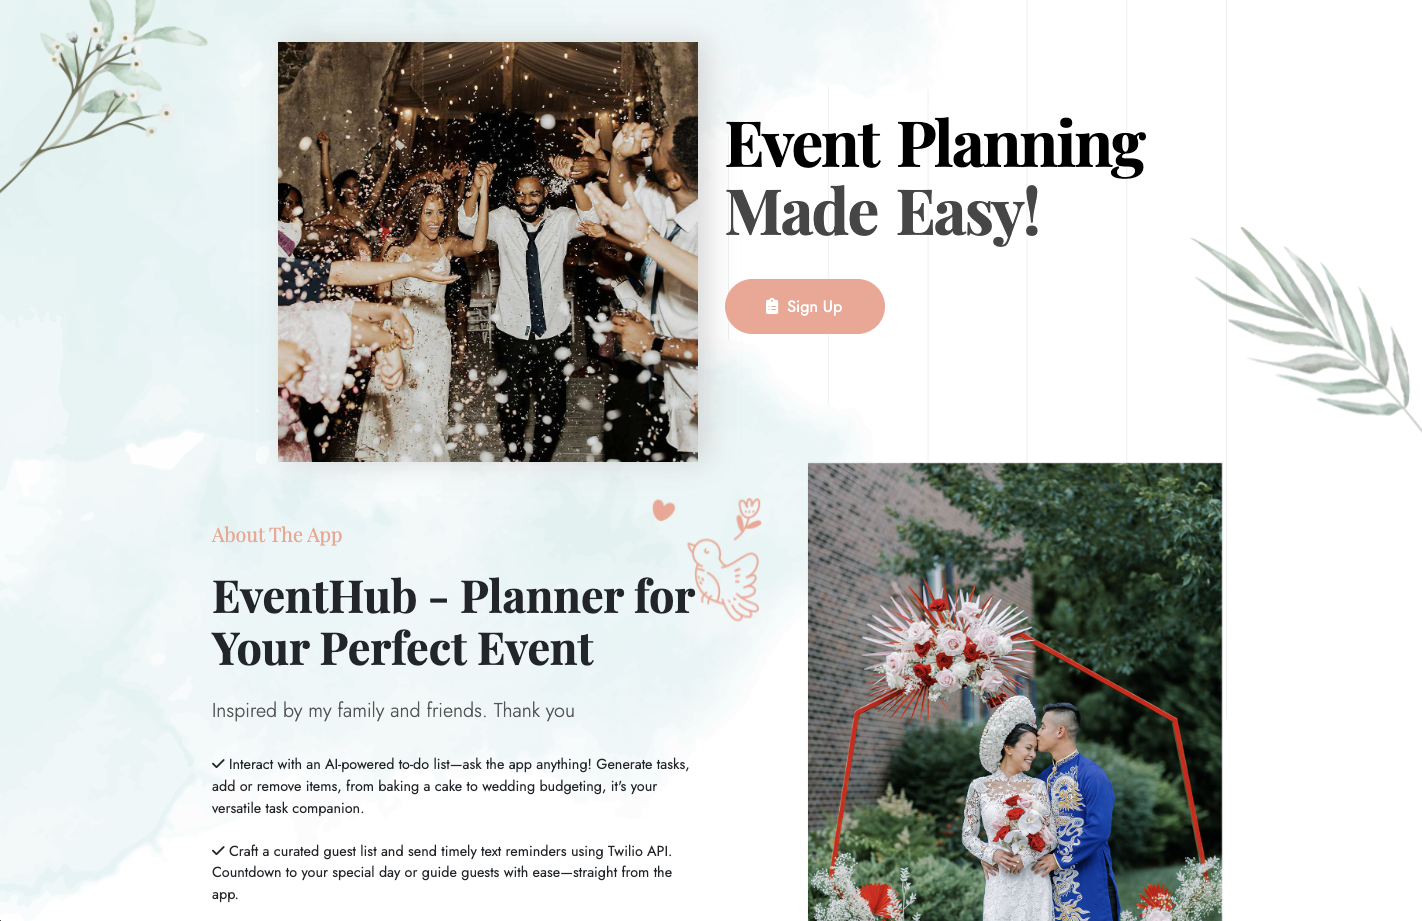 Event Planning
Made Easy!
Sign Up
About The App
EventHub - Planner for
Your Perfect Event
Inspired by my family and friends. Thank you
Interact with an AI-powered to-do list—ask the app anything! Generate tasks,
add or remove items, from baking a cake to wedding budgeting, it's your
versatile task companion.
Craft a curated guest list and send timely text reminders using Twilio API.
Countdown to your special day or guide guests with ease—straight from the
app.